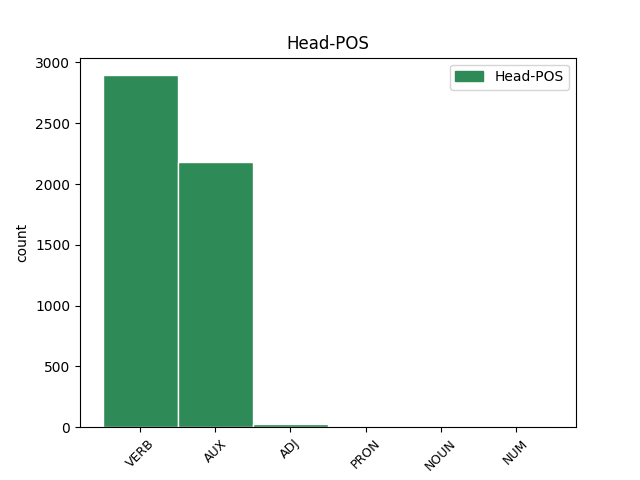 Head-POS
Head-POS
3000
2500
2000
1500
1000
500
0
count
VERB
AUX
ADJ
PRON
NOUN
NUM